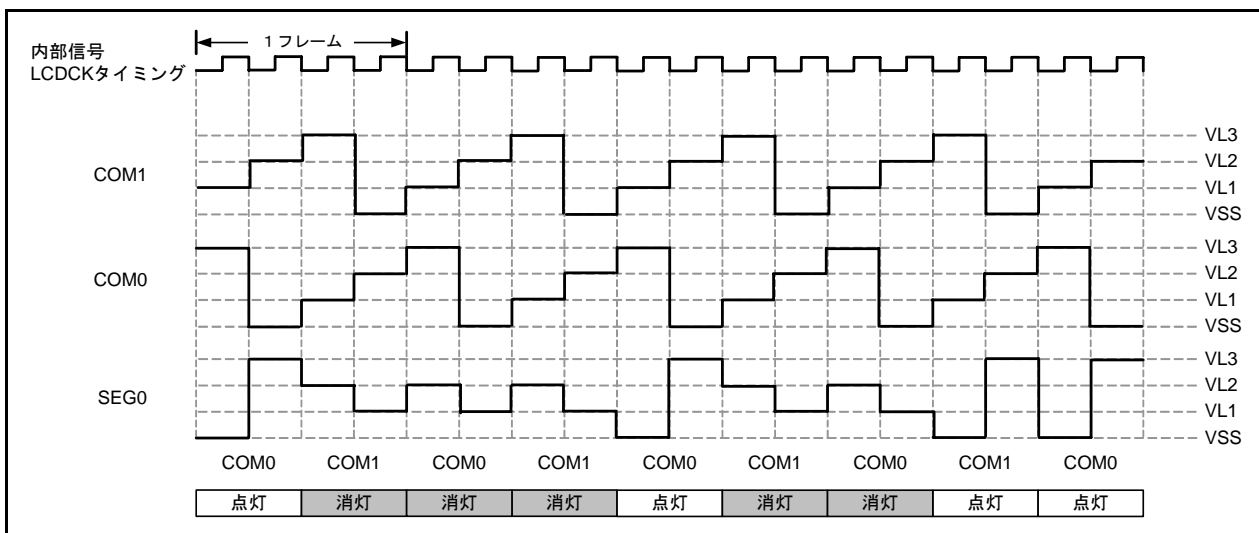 内部信号
LCDCKタイミング
1フレーム
COM1
VL3
VL2
VL1
VSS
COM0
VL3
VL2
VL1
VSS
SEG0
VL3
VL2
VL1
VSS
COM0 COM1 COM0 COM1 COM0 COM1 COM0 COM1 COM0
点灯 消灯 消灯 消灯 点灯 消灯 消灯 点灯 点灯